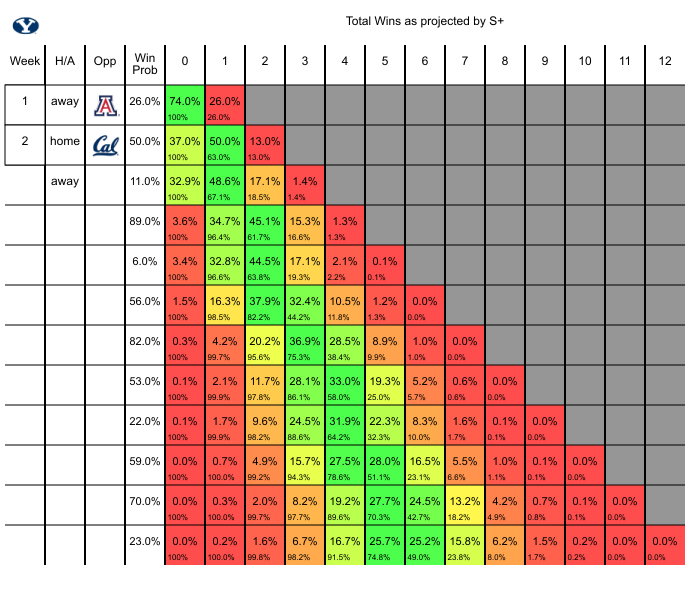 Total Wins as projected by S+
Y
Week H/A Opp Win Prob 0 1 2 3 4 5 6 7 8 9 10 11 12
1 away A 26.0% 74.0% 26.0%
100% 26.0%
2 home Cal 50.0% 37.0% 50.0% 13.0%
100% 63.0% 13.0%
away 11.0% 32.9% 48.6% 17.1% 1.4%
100% 67.1% 18.5% 1.4%
89.0% 3.6% 34.7% 45.1% 15.3% 1.3%
100% 96.4% 61.7% 16.6% 1.3%
6.0% 3.4% 32.8% 44.5% 17.1% 2.1% 0.1%
100% 96.6% 63.8% 19.3% 2.2% 0.1%
56.0% 1.5% 16.3% 37.9% 32.4% 10.5% 1.2% 0.0%
100% 98.5% 82.2% 44.2% 11.8% 1.3% 0.0%
82.0% 0.3% 4.2% 20.2% 36.9% 28.5% 8.9% 1.0% 0.0%
100% 99.7% 95.6% 75.3% 38.4% 9.9% 1.0% 0.0%
53.0% 0.1% 2.1% 11.7% 28.1% 33.0% 19.3% 5.2% 0.6% 0.0%
100% 99.9% 97.8% 86.1% 58.0% 25.0% 5.7% 0.6% 0.0%
22.0% 0.1% 1.7% 9.6% 24.5% 31.9% 22.3% 8.3% 1.6% 0.1% 0.0%
100% 99.9% 98.2% 88.6% 64.2% 32.3% 10.0% 1.7% 0.1% 0.0%
59.0% 0.0% 0.7% 4.9% 15.7% 27.5% 28.0% 16.5% 5.5% 1.0% 0.1% 0.0%
100% 100.0% 99.2% 94.3% 78.6% 51.1% 23.1% 6.6% 1.1% 0.1% 0.0%
70.0% 0.0% 0.3% 2.0% 8.2% 19.2% 27.7% 24.5% 13.2% 4.2% 0.7% 0.1% 0.0%
100% 100.0% 99.7% 97.7% 89.6% 70.3% 42.7% 18.2% 4.9% 0.8% 0.1% 0.0%
23.0% 0.0% 0.2% 1.6% 6.7% 16.7% 25.7% 25.2% 15.8% 6.2% 1.5% 0.2% 0.0% 0.0%
100% 100.0% 99.8% 98.2% 91.5% 74.8% 49.0% 23.8% 8.0% 1.7% 0.2% 0.0% 0.0%